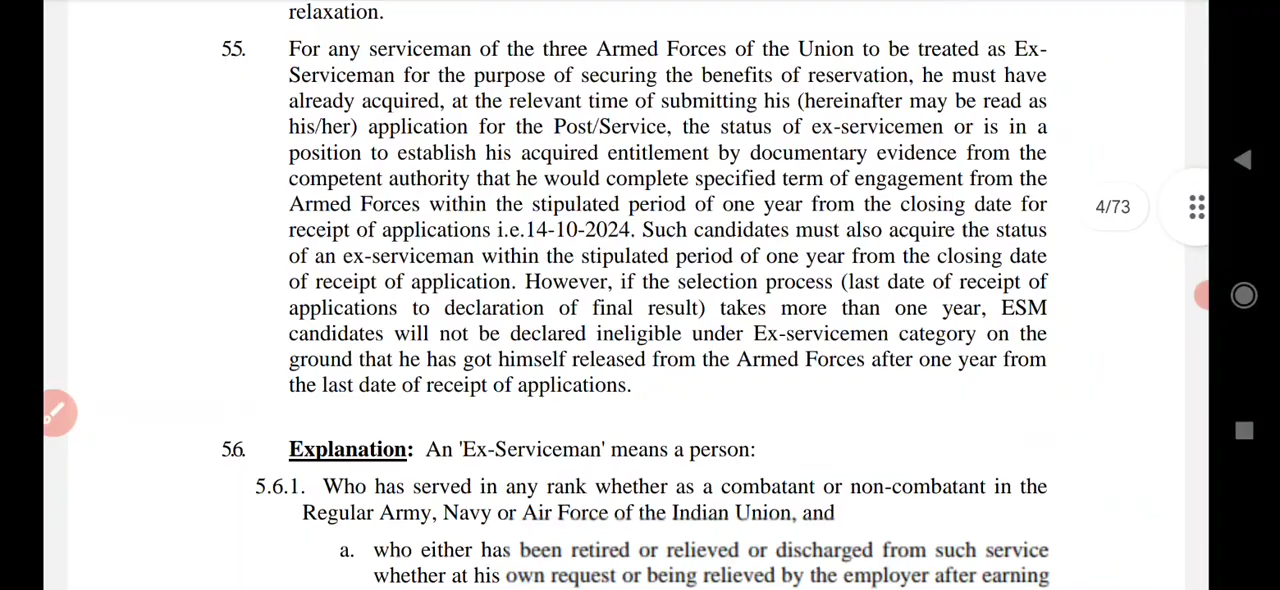 relaxation.
55. For any serviceman of the three Armed Forces of the Union to be treated as Ex-
Serviceman for the purpose of securing the benefits of reservation, he must have
already acquired, at the relevant time of submitting his (hereinafter may be read as
his/her) application for the Post/Service, the status of ex-servicemen or is in a
position to establish his acquired entitlement by documentary evidence from the
competent authority that he would complete specified term of engagement from the
Armed Forces within the stipulated period of one year from the closing date for
receipt of applications i.e.14-10-2024. Such candidates must also acquire the status
of an ex-serviceman within the stipulated period of one year from the closing date
of receipt of application. However, if the selection process (last date of receipt of
applications to declaration of final result) takes more than one year, ESM
candidates will not be declared ineligible under Ex-servicemen category on the
ground that he has got himself released from the Armed Forces after one year from
the last date of receipt of applications.
4/73
5.6. Explanation: An 'Ex-Serviceman' means a person:
5.6.1. Who has served in any rank whether as a combatant or non-combatant in the
Regular Army, Navy or Air Force of the Indian Union, and
a. who either has been retired or relieved or discharged from such service
whether at his own request or being relieved by the employer after earning